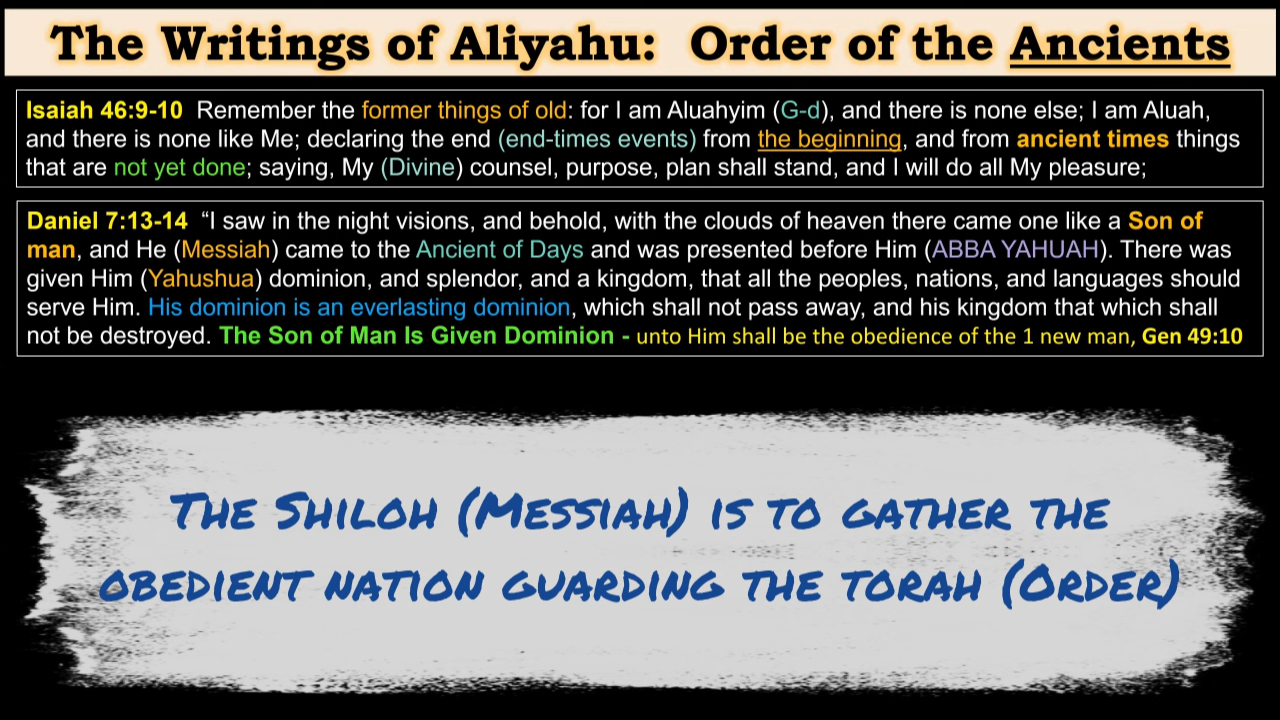 The Writings of Aliyahu: Order of the Ancients
Isaiah 46:9-10 Remember the former things of old: for I am Aluahyim (G-d), and there is none else; I am Aluah,
and there is none like Me; declaring the end (end-times events) from the beginning, and from ancient times things
that are not yet done; saying, My (Divine) counsel, purpose, plan shall stand, and I will do all My pleasure;
Daniel 7:13-14 “I saw in the night visions, and behold, with the clouds of heaven there came one like a Son of
man, and He (Messiah) came to the Ancient of Days and was presented before Him (ABBA YAHUAH). There was
given Him (Yahushua) dominion, and splendor, and a kingdom, that all the peoples, nations, and languages should
serve Him. His dominion is an everlasting dominion, which shall not pass away, and his kingdom that which shall
not be destroyed. The Son of Man Is Given Dominion - unto Him shall be the obedience of the 1 new man, Gen 49:10
The Shiloh (Messiah) is to gather the
obedient nation guarding the torah (Order)